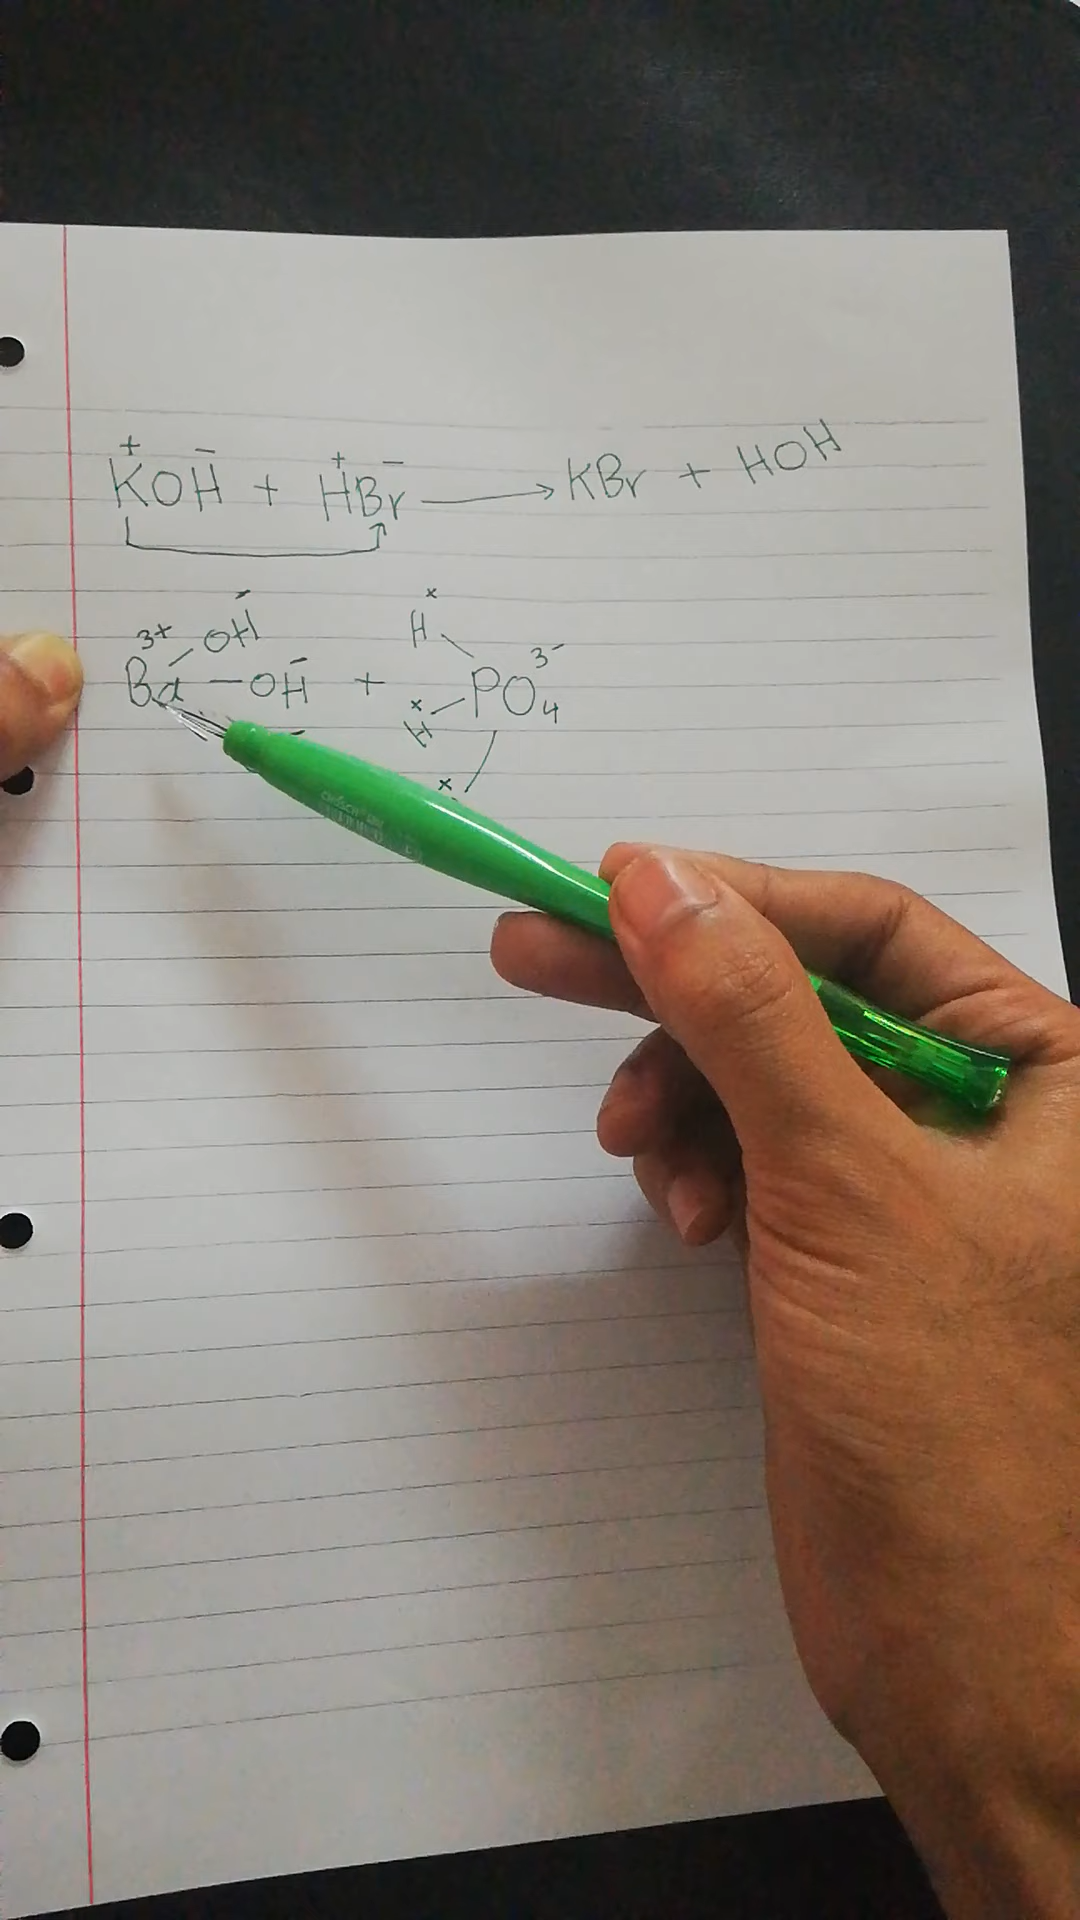 + - + -
KOH + HBr → KBr + HOH
- x
3+ OH H 3-
Ba - OH + PO4
- x
H
- x